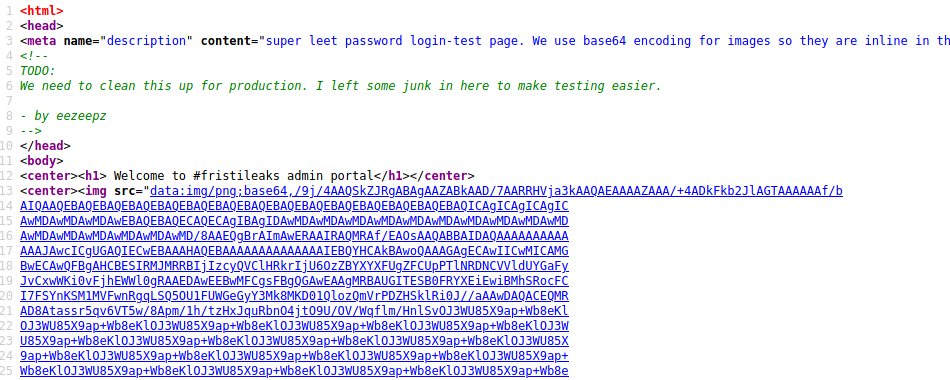 1 <html>
2 <head>
3 <meta name="description" content="super leet password login-test page. We use base64 encoding for images so they are inline in th
4 <!--
5 TODO:
6 We need to clean this up for production. I left some junk in here to make testing easier.
7
8 - by eezeepz
9 -->
10 </head>
11 <body>
12 <center><h1> Welcome to #fristileaks admin portal</h1></center>
13 <center><img src="data:img/png;base64,/9j/4AAQSkZJRgABAgAAZABkAAD/7AARRHVja3kAAQAEAAAAZAAA/+4ADkFkb2JlAGTAAAAAAf/b
14 AIQAAQEBAQEBAQEBAQEBAQEBAQEBAQEBAQEBAQEBAQEBAQEBAQEBAQEBAQEBAQICAgICAgICAgIC
15 AwMDAwMDAwMDAwEBAQEBAQECAQECAgIBAgIDAwMDAwMDAwMDAwMDAwMDAwMDAwMDAwMDAwMDAwMD
16 AwMDAwMDAwMDAwMDAwMDAwMD/8AAEQgBrAImAwERAAIRAQMRAf/EAOsAAQABBAIDAQAAAAAAAAAA
17 AAAJAwcICgUGAQIECwEBAAAHAQEBAAAAAAAAAAAAAAIEBQYHCAkBAwoQAAAGAgECAwIICwMICAMG
18 BwECAwQFBgAHCBESIRMJMRRBIjIzcyQVClHRkrIjU6OzZBYXYXFUgZFCUpPTlNRDNCVVldUYGaFy
19 JvCxwWKi0vFjhEWWl0gRAAEDAwEEBwMFCgsFBgQGAwEAAgMRBAUGITESB0FRYXEiEwiBMhSRocFC
20 I7FSYnKSM1MVFwnRgqLSQ5OU1FUWGeGyY3Mk8MKD01QlozQmVrPDZHSklRi0J//aAAwDAQACEQMR
21 AD8Atassr5qv6VT5w/8Apm/1h/tzHxJquRbnO4jtO9U/OV/Wqflm/HnlSvOJ3WU85X9ap+Wb8eKl
22 OJ3WU85X9ap+Wb8eKlOJ3WU85X9ap+Wb8eKlOJ3WU85X9ap+Wb8eKlOJ3WU85X9ap+Wb8eKlOJ3W
23 U85X9ap+Wb8eKlOJ3WU85X9ap+Wb8eKlOJ3WU85X9ap+Wb8eKlOJ3WU85X9ap+Wb8eKlOJ3WU85X
24 9ap+Wb8eKlOJ3WU85X9ap+Wb8eKlOJ3WU85X9ap+Wb8eKlOJ3WU85X9ap+Wb8eKlOJ3WU85X9ap+
25 Wb8eKlOJ3WU85X9ap+Wb8eKlOJ3WU85X9ap+Wb8eKlOJ3WU85X9ap+Wb8eKlOJ3WU85X9ap+Wb8e